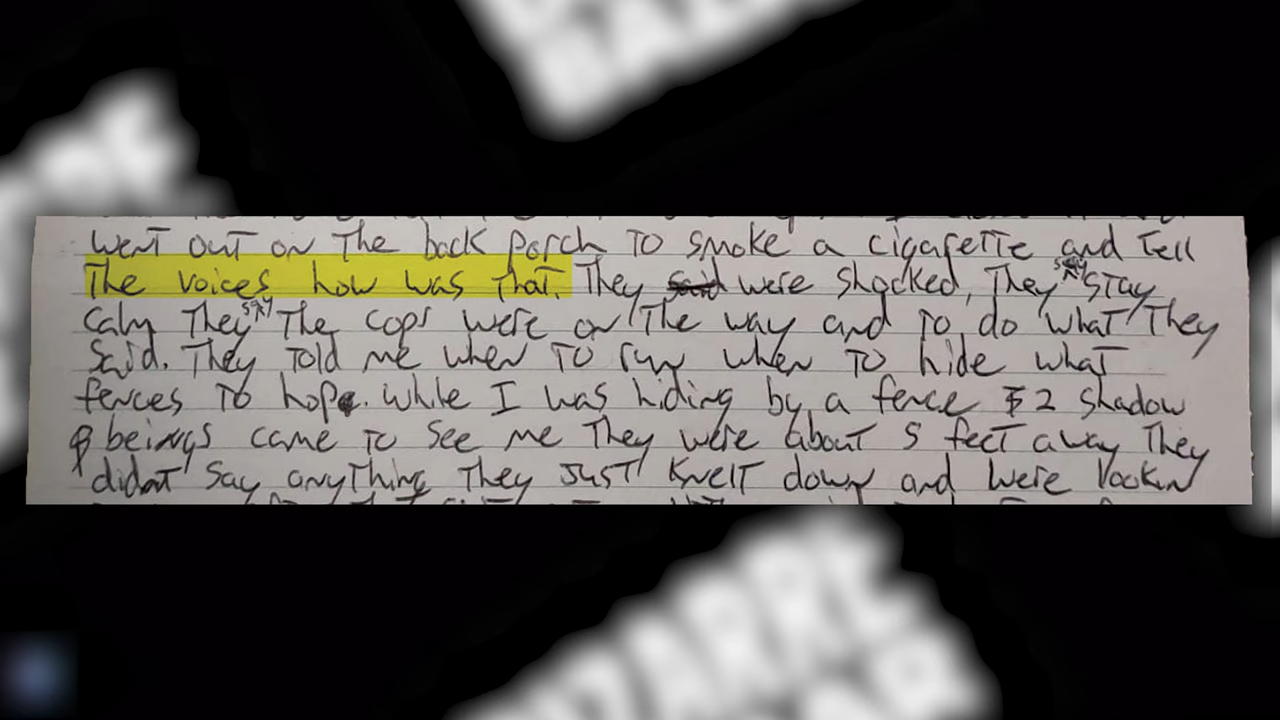 went out on the back porch to smoke a cigarette and tell
the voices how was that. They said were shocked, They say stay
calm They say the cops were on the way and to do what they
said. They told me when to run when to hide what
fences to hop. while I was hiding by a fence 2 shadow
beings came to see me They were about 5 feet away They
didnt say anything They Just knelt down and were lookin